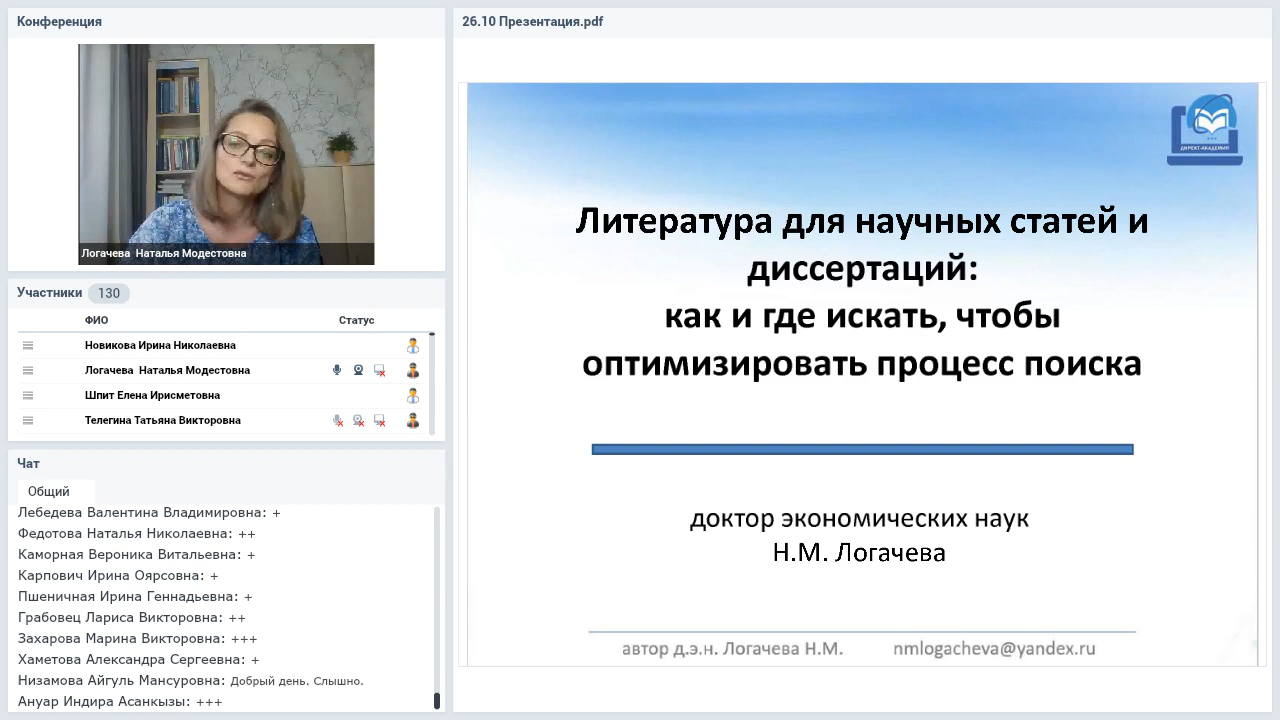 Конференция
Логачева  Наталья Модестовна
Участники 130
ФИО Статус
Новикова Ирина Николаевна
Логачева  Наталья Модестовна
Шпит Елена Ирисметовна
Телегина Татьяна Викторовна
Чат
Общий
Лебедева Валентина Владимировна: +
Федотова Наталья Николаевна: ++
Каморная Вероника Витальевна: +
Карпович Ирина Оярсовна: +
Пшеничная Ирина Геннадьевна: +
Грабовец Лариса Викторовна: ++
Захарова Марина Викторовна: +++
Хаметова Александра Сергеевна: +
Низамова Айгуль Мансуровна: Добрый день. Слышно.
Ануар Индира Асанкызы: +++
26.10 Презентация.pdf
ДИРЕКТ-АКАДЕМИЯ
Литература для научных статей и
диссертаций:
как и где искать, чтобы
оптимизировать процесс поиска
доктор экономических наук
Н.М. Логачева
автор д.э.н. Логачева Н.М. nmlogacheva@yandex.ru